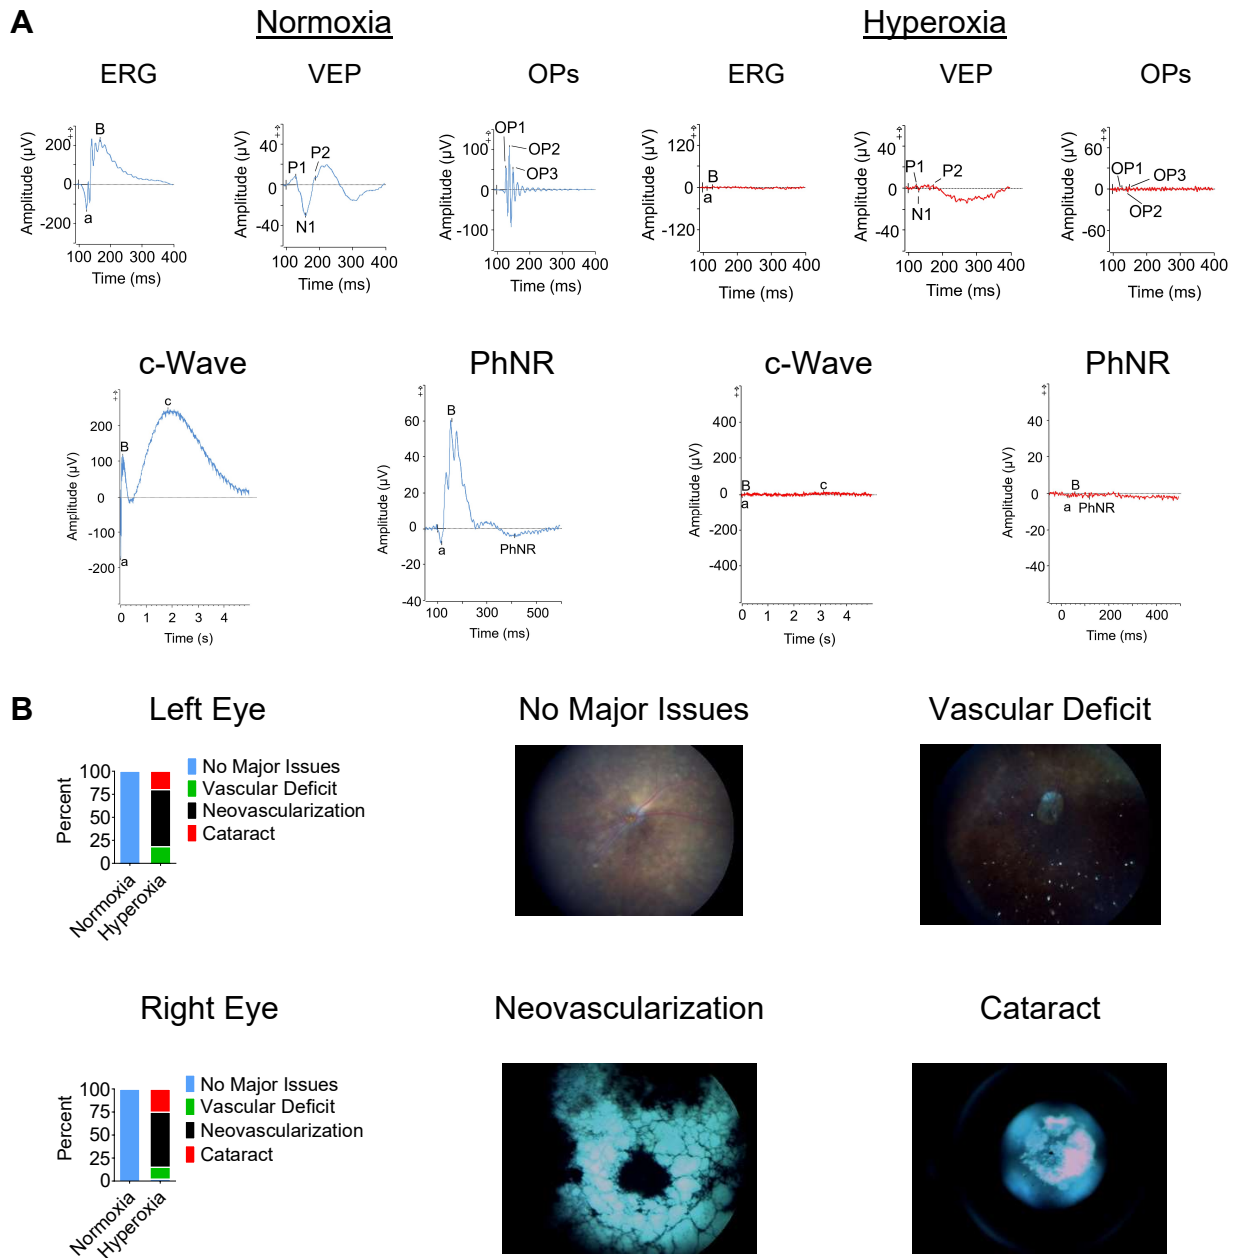 A
Normoxia
Hyperoxia
ERG
VEP
OPs
ERG
VEP
OPs
Amplitude (µV)
200
0
-200
B
a
100 200 300 400
Time (ms)
Amplitude (µV)
40
0
-40
P1
P2
N1
100 200 300 400
Time (ms)
Amplitude (µV)
100
0
-100
OP1
OP2
OP3
100 200 300 400
Time (ms)
Amplitude (µV)
120
0
-120
B
a
100 200 300 400
Time (ms)
Amplitude (µV)
40
0
-40
P1
P2
N1
100 200 300 400
Time (ms)
Amplitude (µV)
60
0
-60
OP1
OP3
OP2
100 200 300 400
Time (ms)
c-Wave
PhNR
c-Wave
PhNR
Amplitude (µV)
200
100
0
-100
-200
B
c
a
0 1 2 3 4
Time (s)
Amplitude (µV)
60
40
20
0
-20
-40
B
a
PhNR
100 300 500
Time (ms)
Amplitude (µV)
400
200
0
-200
-400
B
a
c
0 1 2 3 4
Time (s)
Amplitude (µV)
40
20
0
-20
-40
B
a PhNR
0 200 400
Time (ms)
B
Left Eye
No Major Issues
Vascular Deficit
Percent
100
75
50
25
0
Normoxia
Hyperoxia
No Major Issues
Vascular Deficit
Neovascularization
Cataract
Right Eye
Neovascularization
Cataract
Percent
100
75
50
25
0
Normoxia
Hyperoxia
No Major Issues
Vascular Deficit
Neovascularization
Cataract